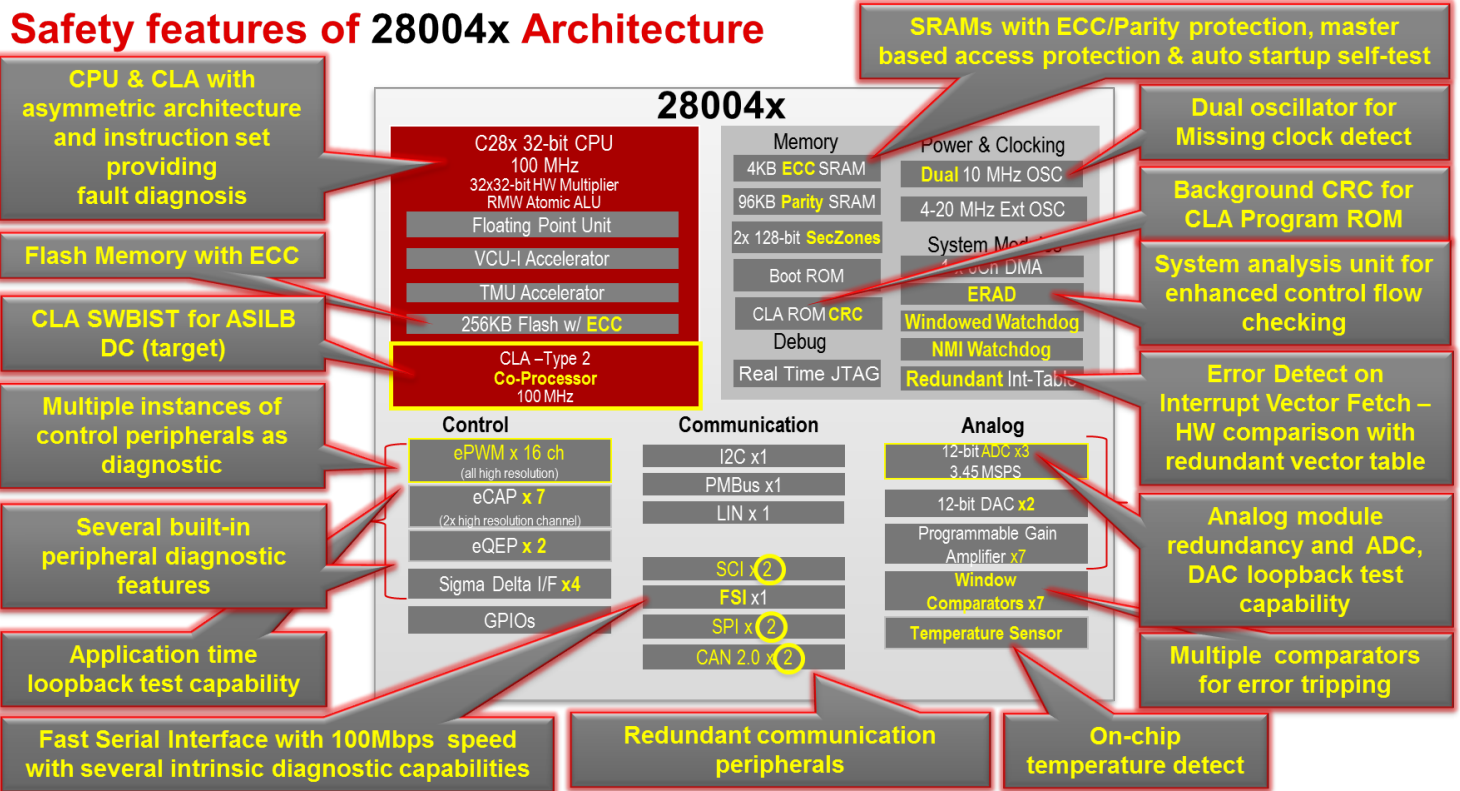 Safety features of 28004x Architecture
SRAMs with ECC/Parity protection, master
based access protection & auto startup self-test
CPU & CLA with
asymmetric architecture
and instruction set
providing
fault diagnosis
Flash Memory with ECC
CLA SWBIST for ASILB
DC (target)
Multiple instances of
control peripherals as
diagnostic
Several built-in
peripheral diagnostic
features
Application time
loopback test capability
Fast Serial Interface with 100Mbps speed
with several intrinsic diagnostic capabilities
28004x
C28x 32-bit CPU
100 MHz
32x32-bit HW Multiplier
RMW Atomic ALU
Floating Point Unit
VCU-I Accelerator
TMU Accelerator
256KB Flash w/ ECC
CLA –Type 2
Co-Processor
100 MHz
Memory
4KB ECC SRAM
96KB Parity SRAM
2x 128-bit SecZones
Boot ROM
CLA ROM CRC
Debug
Real Time JTAG
Power & Clocking
Dual 10 MHz OSC
4-20 MHz Ext OSC
System
DMA
ERAD
Windowed Watchdog
NMI Watchdog
Redundant Int-Table
Control
ePWM x 16 ch
(all high resolution)
eCAP x 7
(2x high resolution channel)
eQEP x 2
Sigma Delta I/F x4
GPIOs
Communication
I2C x1
PMBus x1
LIN x 1
SCI x 2
FSI x1
SPI x 2
CAN 2.0 x 2
Analog
12-bit ADC x3
3.45 MSPS
12-bit DAC x2
Programmable Gain
Amplifier x7
Window
Comparators x7
Temperature Sensor
Dual oscillator for
Missing clock detect
Background CRC for
CLA Program ROM
System analysis unit for
enhanced control flow
checking
Error Detect on
Interrupt Vector Fetch –
HW comparison with
redundant vector table
Analog module
redundancy and ADC,
DAC loopback test
capability
Multiple comparators
for error tripping
Redundant communication
peripherals
On-chip
temperature detect